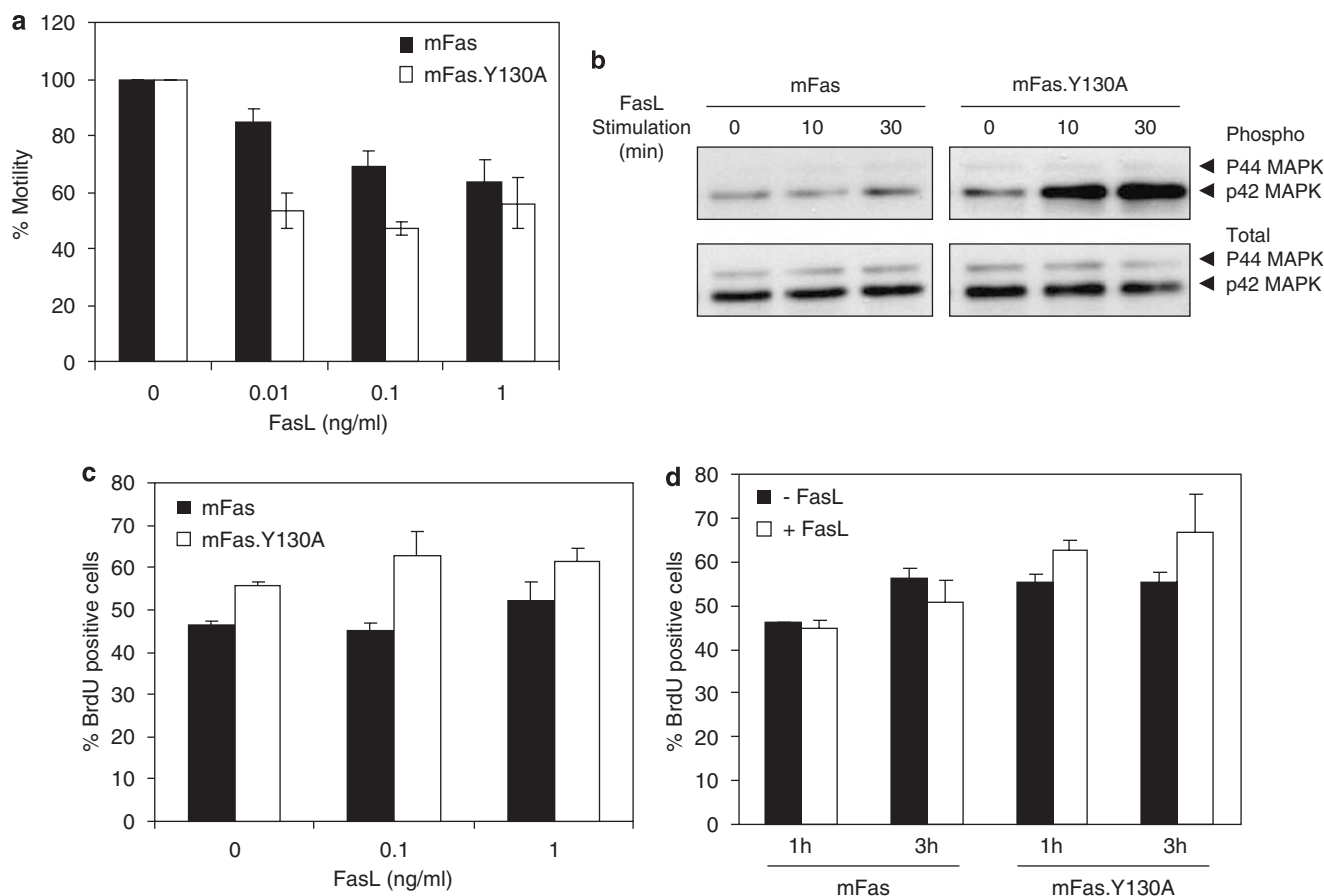 a
120
100
80
60
40
20
0
% Motility
mFas
mFas.Y130A
0 0.01 0.1 1
FasL (ng/ml)
b
FasL
Stimulation
(min)
mFas mFas.Y130A
0 10 30 0 10 30
Phospho
P44 MAPK
p42 MAPK
Total
P44 MAPK
p42 MAPK
c
80
70
60
50
40
30
20
10
0
% BrdU positive cells
mFas
mFas.Y130A
0 0.1 1
FasL (ng/ml)
d
80
70
60
50
40
30
20
10
0
% BrdU positive cells
- FasL
+ FasL
1h 3h 1h 3h
mFas mFas.Y130A